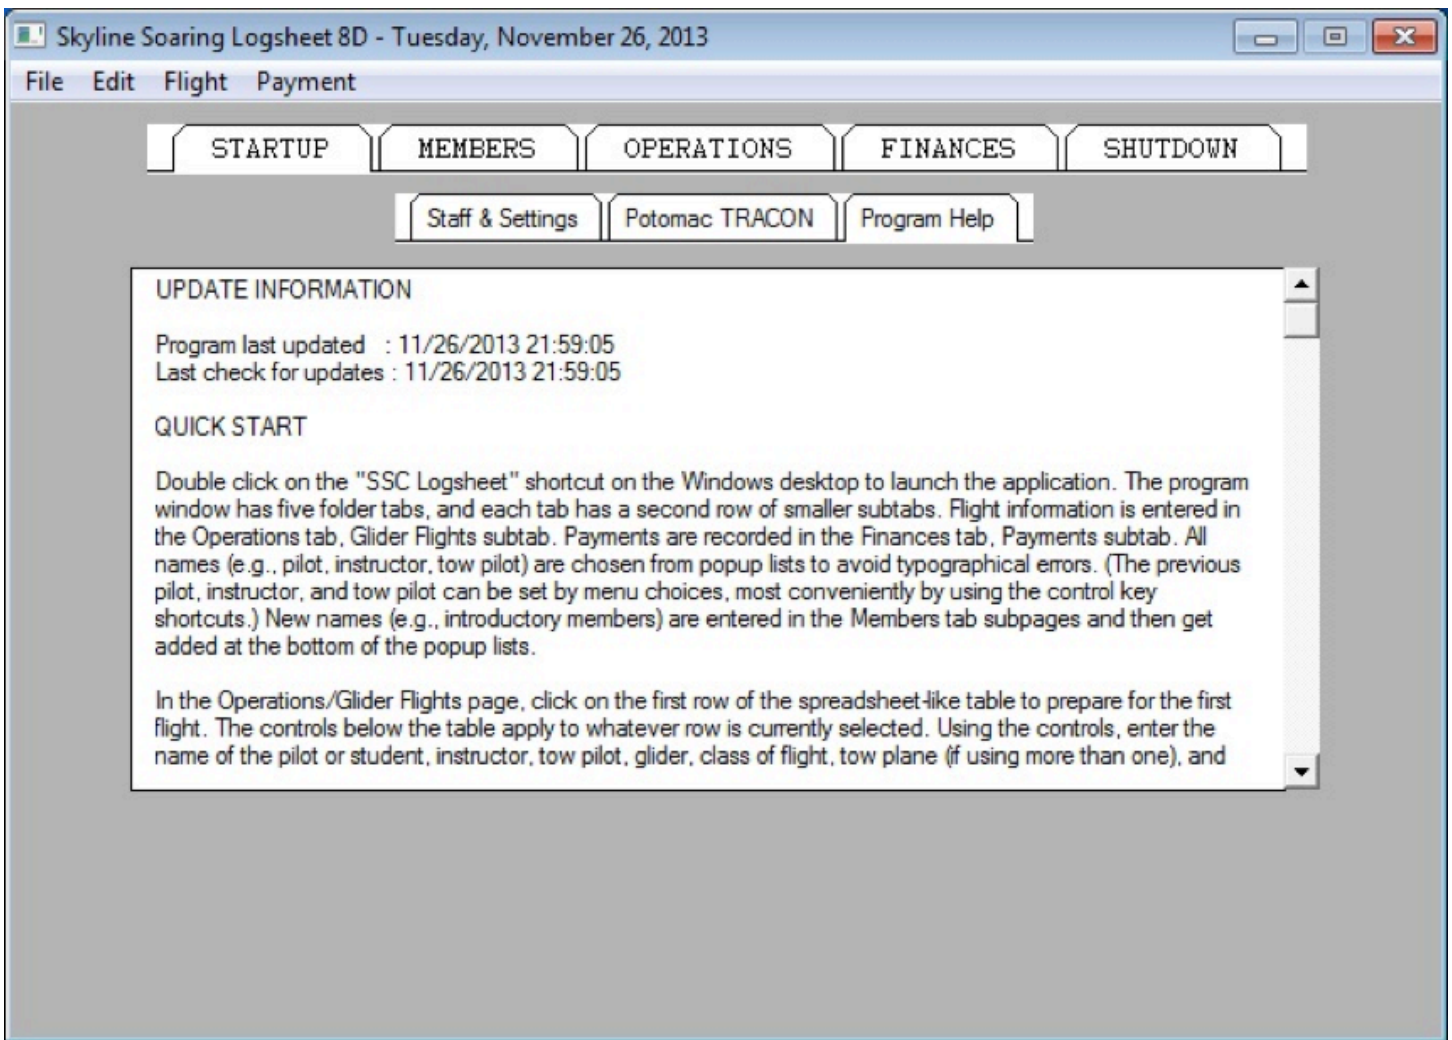 Skyline Soaring Logsheet 8D - Tuesday, November 26, 2013
File Edit Flight Payment
STARTUP MEMBERS OPERATIONS FINANCES SHUTDOWN
Staff & Settings Potomac TRACON Program Help
UPDATE INFORMATION
Program last updated : 11/26/2013 21:59:05
Last check for updates : 11/26/2013 21:59:05
QUICK START
Double click on the "SSC Logsheet" shortcut on the Windows desktop to launch the application. The program
window has five folder tabs, and each tab has a second row of smaller subtabs. Flight information is entered in
the Operations tab, Glider Flights subtab. Payments are recorded in the Finances tab, Payments subtab. All
names (e.g., pilot, instructor, tow pilot) are chosen from popup lists to avoid typographical errors. (The previous
pilot, instructor, and tow pilot can be set by menu choices, most conveniently by using the control key
shortcuts.) New names (e.g., introductory members) are entered in the Members tab subpages and then get
added at the bottom of the popup lists.
In the Operations/Glider Flights page, click on the first row of the spreadsheet-like table to prepare for the first
flight. The controls below the table apply to whatever row is currently selected. Using the controls, enter the
name of the pilot or student, instructor, tow pilot, glider, class of flight, tow plane (if using more than one), and